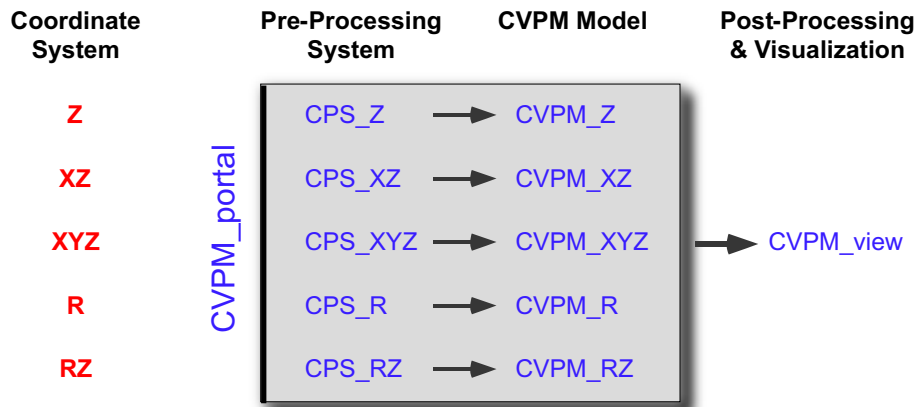 Coordinate System
Pre-Processing System
CVPM Model
Post-Processing & Visualization
CVPM_portal
Z
CPS_Z
CVPM_Z
XZ
CPS_XZ
CVPM_XZ
XYZ
CPS_XYZ
CVPM_XYZ
CVPM_view
R
CPS_R
CVPM_R
RZ
CPS_RZ
CVPM_RZ